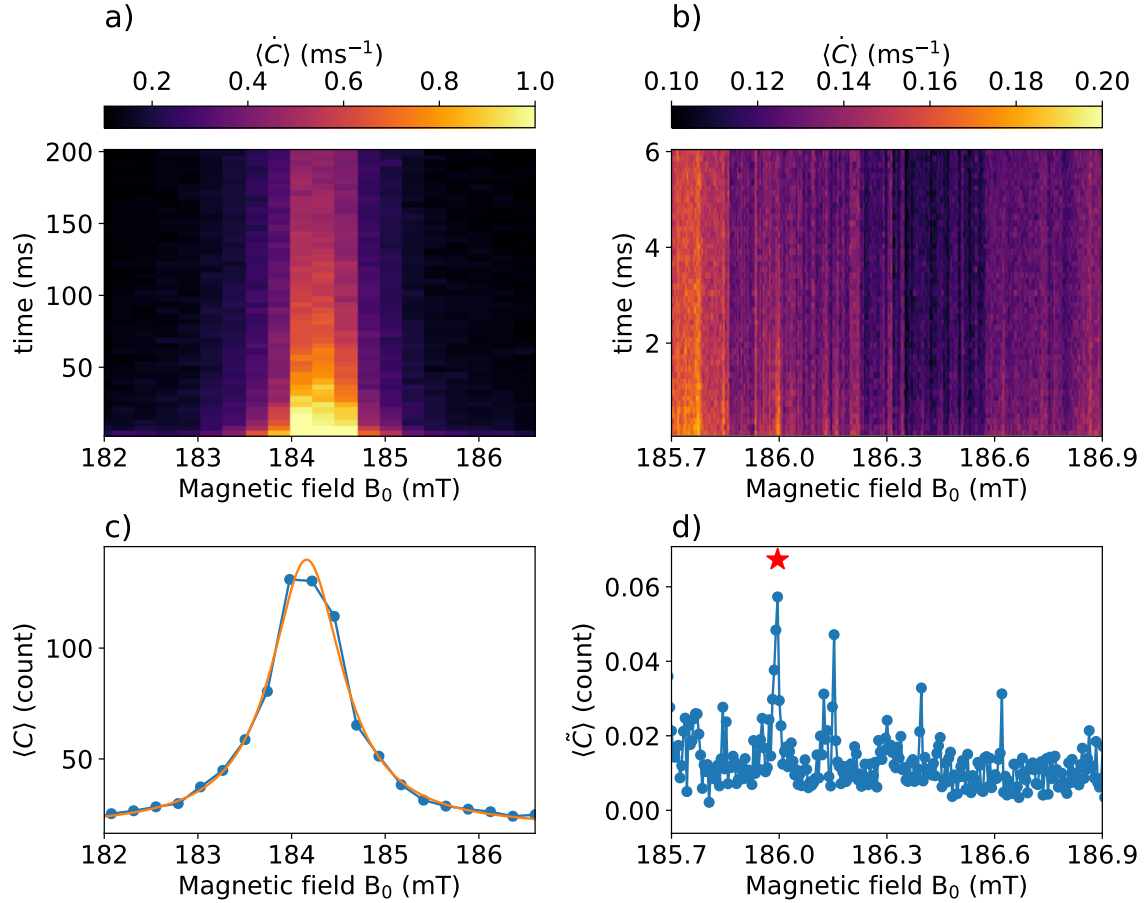 a)
⟨Ċ⟩ (ms⁻¹)
0.2 0.4 0.6 0.8 1.0
200
150
100
50
time (ms)
182 183 184 185 186
Magnetic field B₀ (mT)
b)
⟨Ċ⟩ (ms⁻¹)
0.10 0.12 0.14 0.16 0.18 0.20
6
4
2
time (ms)
185.7 186.0 186.3 186.6 186.9
Magnetic field B₀ (mT)
c)
100
50
⟨C⟩ (count)
182 183 184 185 186
Magnetic field B₀ (mT)
d)
0.06
0.04
0.02
0.00
⟨C̃⟩ (count)
185.7 186.0 186.3 186.6 186.9
Magnetic field B₀ (mT)